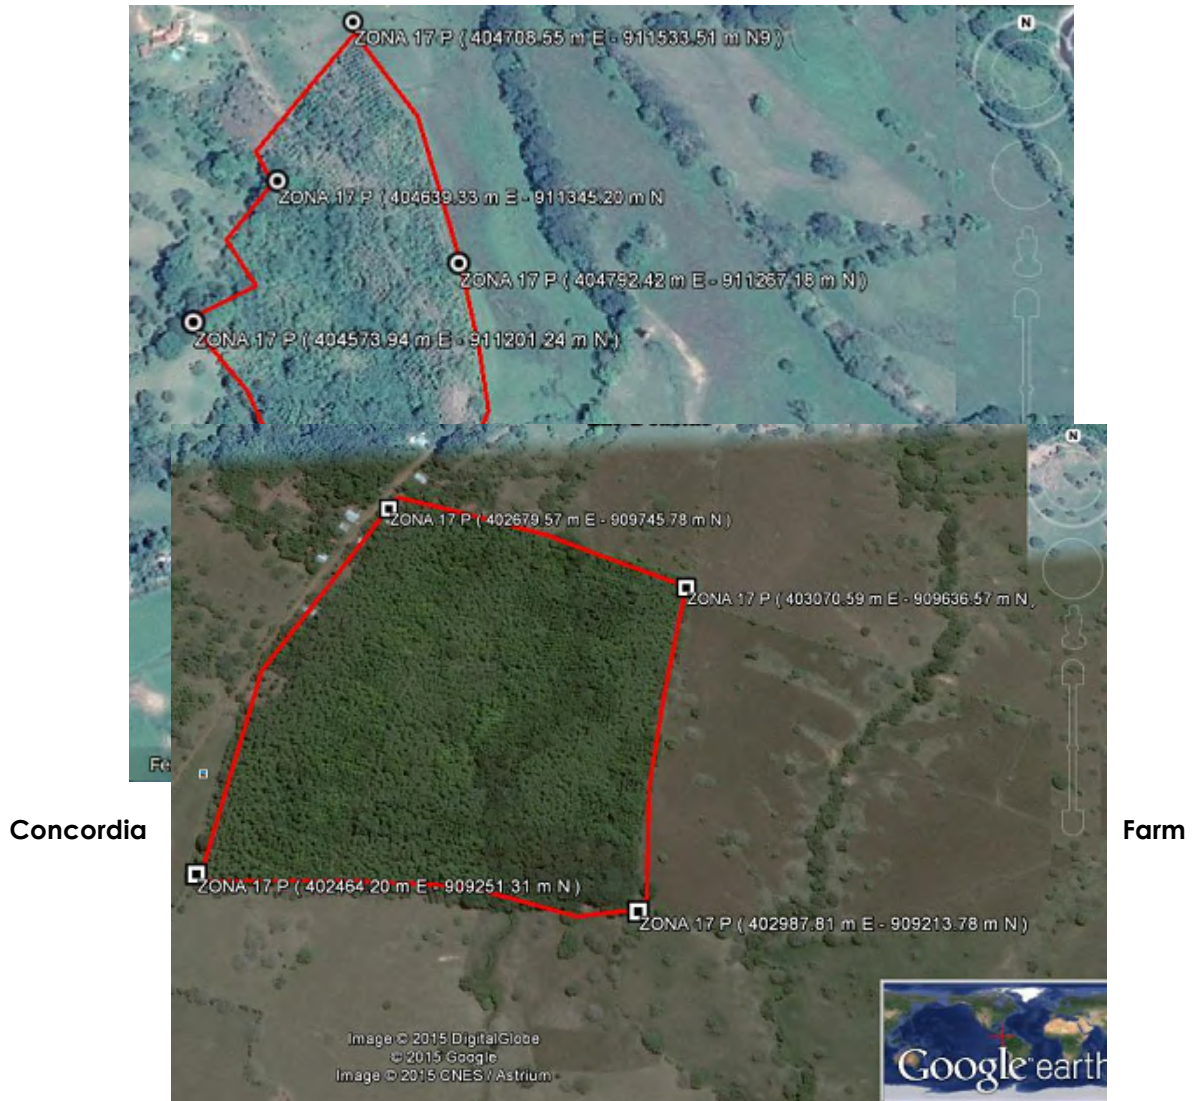 N
ZONA 17 P ( 404708.55 m E - 911533.51 m N9 )
ZONA 17 P ( 404639.33 m E - 911345.20 m N
ZONA 17 P ( 404792.42 m E - 911267.18 m N )
ZONA 17 P ( 404573.94 m E - 911201.24 m N )
N
ZONA 17 P ( 402679.57 m E - 909745.78 m N )
ZONA 17 P ( 403070.59 m E - 909636.57 m N
Fe
Concordia Farm
ZONA 17 P ( 402464.20 m E - 909251.31 m N )
ZONA 17 P ( 402987.81 m E - 909213.78 m N )
Image © 2015 DigitalGlobe
© 2015 Google
Image © 2015 CNES / Astrium
Google earth